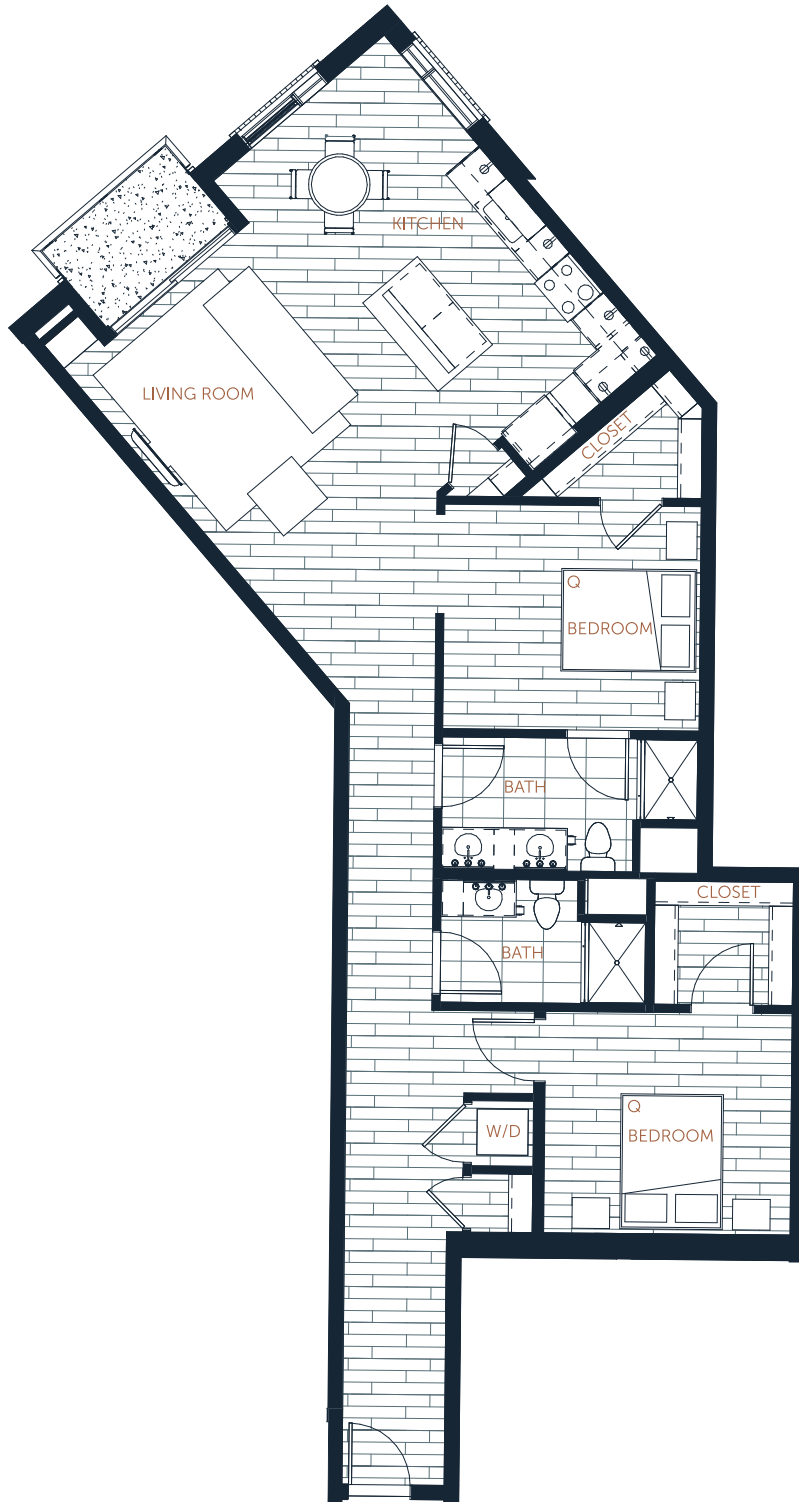 KITCHEN
LIVING ROOM
CLOSET
Q
BEDROOM
BATH
CLOSET
BATH
Q
W/D
BEDROOM